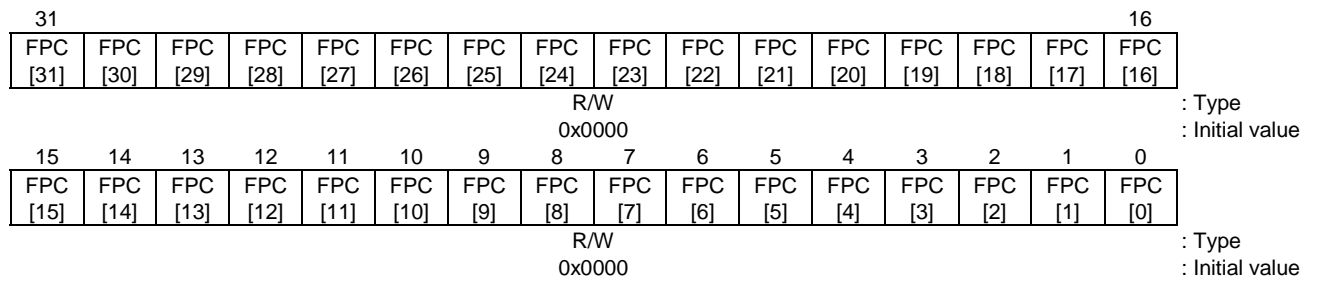 31 16
FPC FPC FPC FPC FPC FPC FPC FPC FPC FPC FPC FPC FPC FPC FPC FPC
[31] [30] [29] [28] [27] [26] [25] [24] [23] [22] [21] [20] [19] [18] [17] [16]
R/W : Type
0x0000 : Initial value
15 14 13 12 11 10 9 8 7 6 5 4 3 2 1 0
FPC FPC FPC FPC FPC FPC FPC FPC FPC FPC FPC FPC FPC FPC FPC FPC
[15] [14] [13] [12] [11] [10] [9] [8] [7] [6] [5] [4] [3] [2] [1] [0]
R/W : Type
0x0000 : Initial value